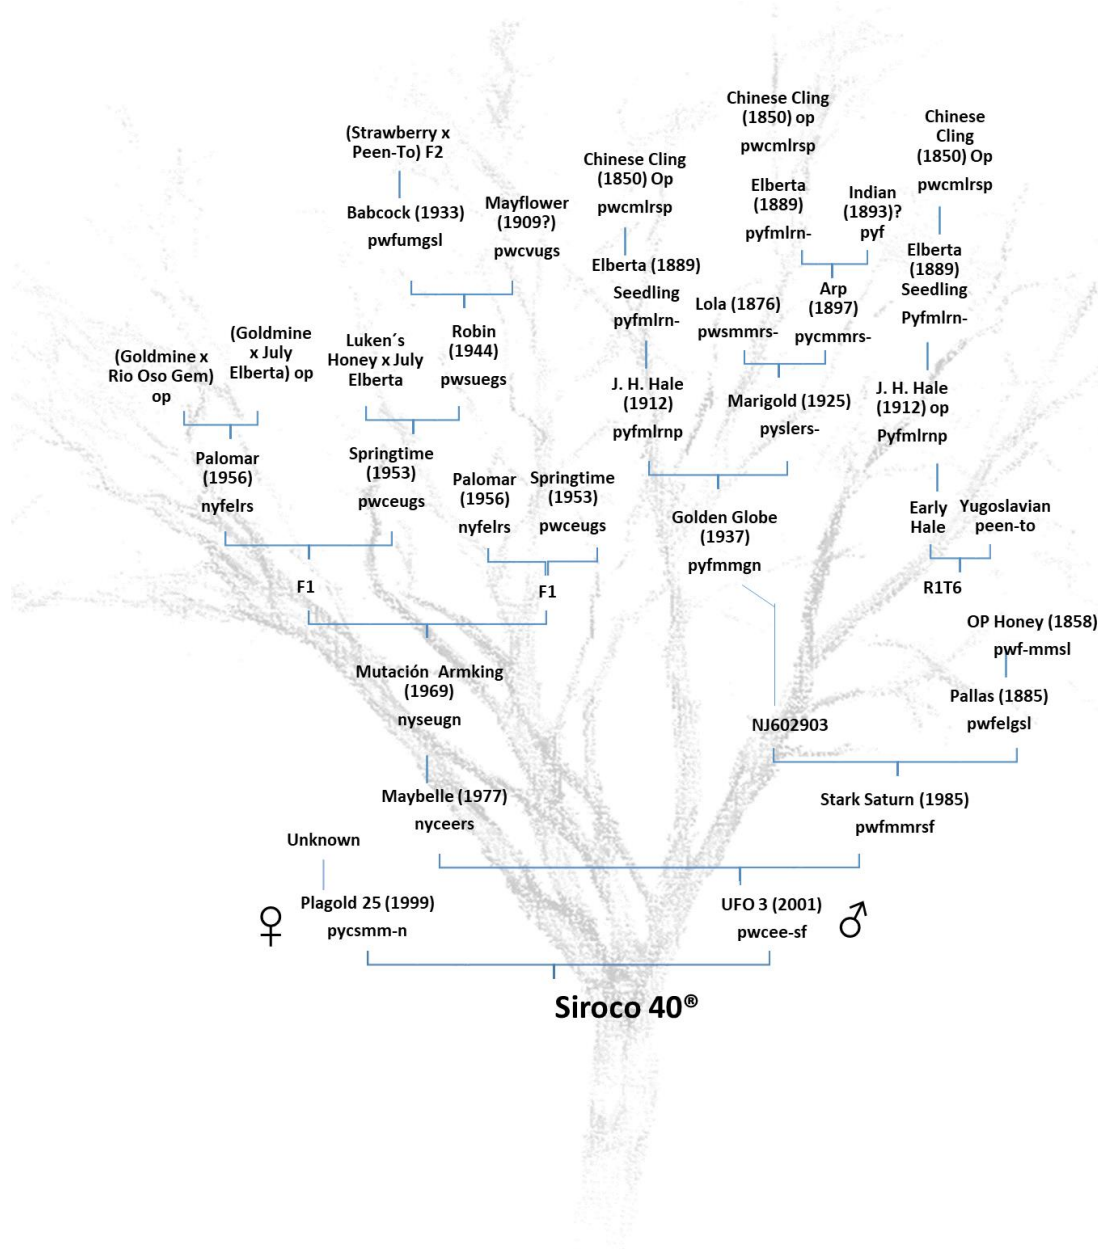 Chinese Cling
(1850) op
pwcmlrsp
Chinese
Cling
(1850) Op
pwcmlrsp
(Strawberry x
Peen-To) F2
Chinese Cling
(1850) Op
pwcmlrsp
Elberta
(1889)
pyfmlrn-
Indian
(1893)?
pyf
Babcock (1933)
pwfumgsl
Mayflower
(1909?)
pwcvugs
Elberta (1889)
Seedling
pyfmlrn-
Elberta
(1889)
Seedling
Pyfmlrn-
Lola (1876)
pwsmmrs-
Arp
(1897)
pycmmrs-
(Goldmine x
Rio Oso Gem)
op
(Goldmine
x July
Elberta) op
Luken´s
Honey x July
Elberta
Robin
(1944)
pwsuegs
J. H. Hale
(1912)
pyfmlrnp
Marigold (1925)
pyslers-
J. H. Hale
(1912) op
Pyfmlrnp
Palomar
(1956)
nyfelrs
Springtime
(1953)
pwceugs
Palomar
(1956)
nyfelrs
Springtime
(1953)
pwceugs
Golden Globe
(1937)
pyfmmgn
Early
Hale
Yugoslavian
peen-to
F1
F1
R1T6
OP Honey (1858)
pwf-mmsl
Mutación Armking
(1969)
nyseugn
Pallas (1885)
pwfelgsl
NJ602903
Maybelle (1977)
nyceers
Stark Saturn (1985)
pwfmmrsf
Unknown
♀
Plagold 25 (1999)
pycsmm-n
UFO 3 (2001)
pwcee-sf
♂
Siroco 40®